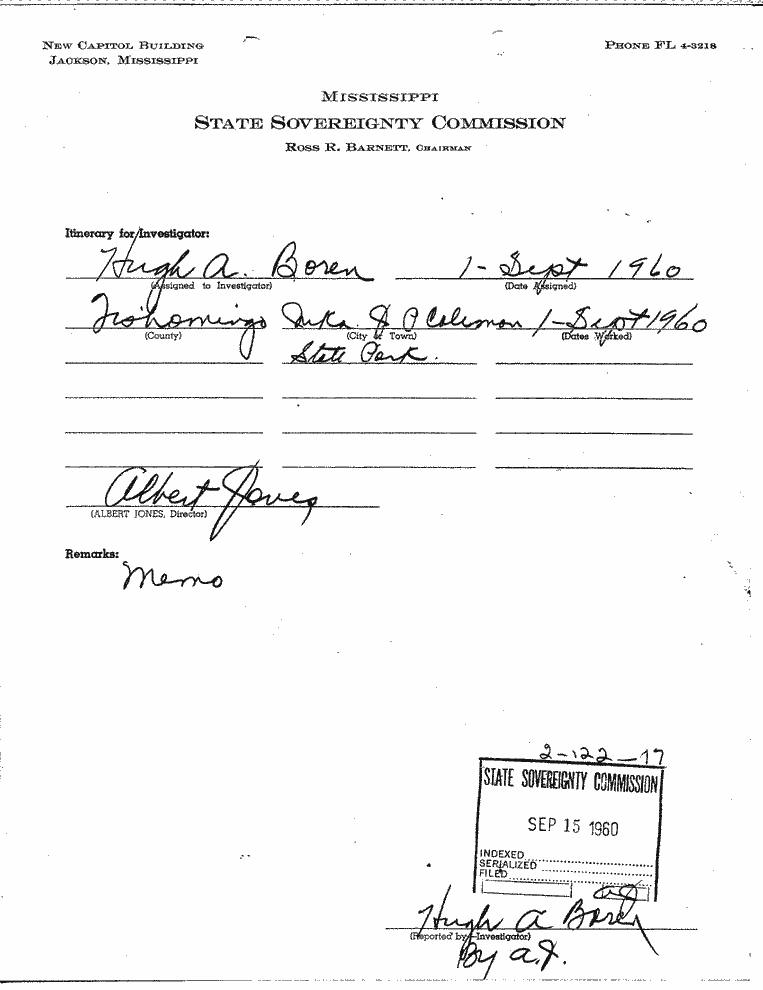 NEW CAPITOL BUILDING
JACKSON, MISSISSIPPI
PHONE FL 4-3218
MISSISSIPPI
STATE SOVEREIGNTY COMMISSION
ROSS R. BARNETT, CHAIRMAN
Itinerary for Investigator:
Hugh A. Boren 1-Sept 1960
(Assigned to Investigator) (Date Assigned)
Tishomingo Iuka. J P Coleman 1-Sept 1960
(County) (City or Town) (Dates Worked)
State Park.
Albert Jones
(ALBERT JONES, Director)
Remarks:
Memo
2-122-17
STATE SOVEREIGNTY COMMISSION
SEP 15 1960
INDEXED
SERIALIZED
FILED
aj
Hugh A Boren
(Reported by Investigator)
By a.J.